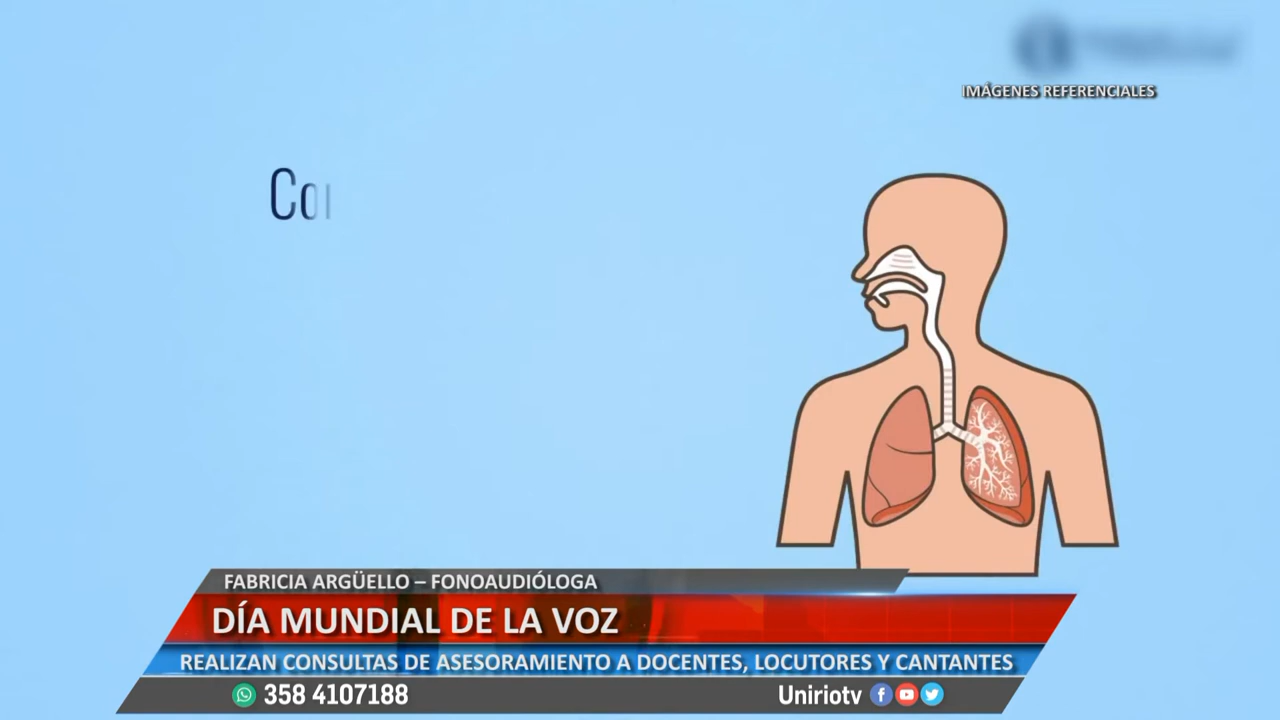 IMÁGENES REFERENCIALES
FABRICIA ARGÜELLO – FONOAUDIÓLOGA
DÍA MUNDIAL DE LA VOZ
REALIZAN CONSULTAS DE ASESORAMIENTO A DOCENTES, LOCUTORES Y CANTANTES
358 4107188
Uniriotv